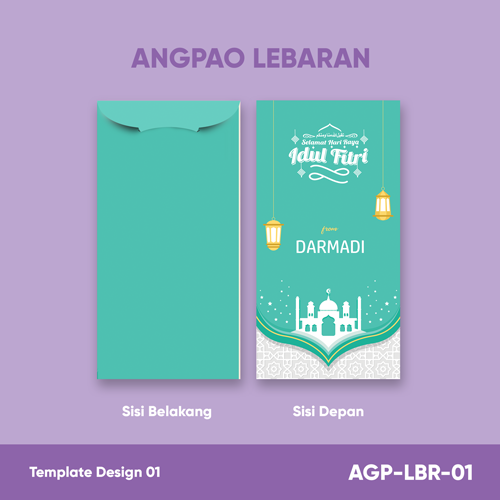 ANGPAO LEBARAN
Selamat Hari Raya
Idul Fitri
from
DARMADI
Sisi Belakang
Sisi Depan
Template Design 01
AGP-LBR-01